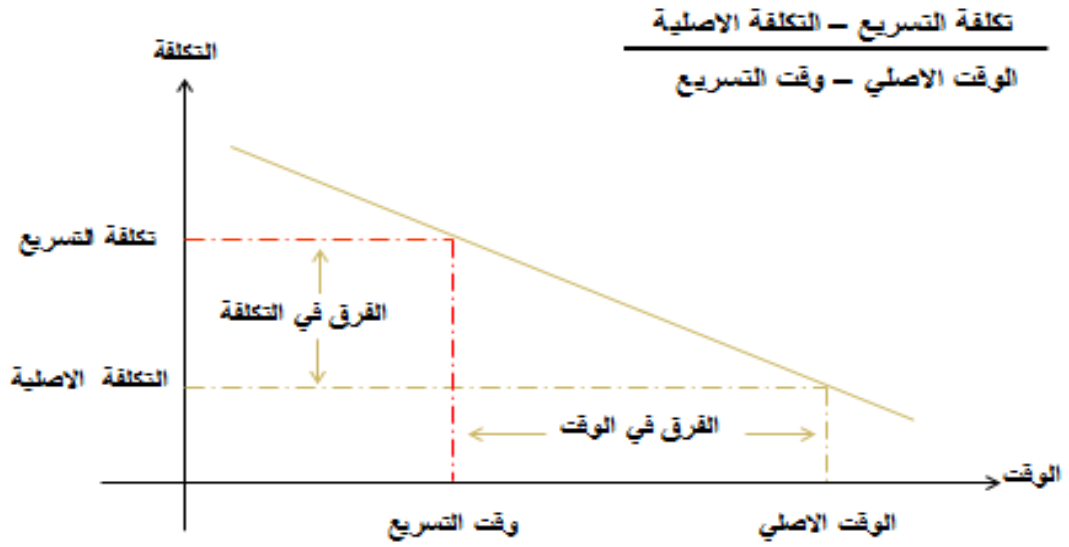 تكلفة التسريع – التكلفة الاصلية
الوقت الاصلي – وقت التسريع
التكلفة
تكلفة التسريع
الفرق في التكلفة
التكلفة الاصلية
الفرق في الوقت
الوقت
وقت التسريع
الوقت الاصلي